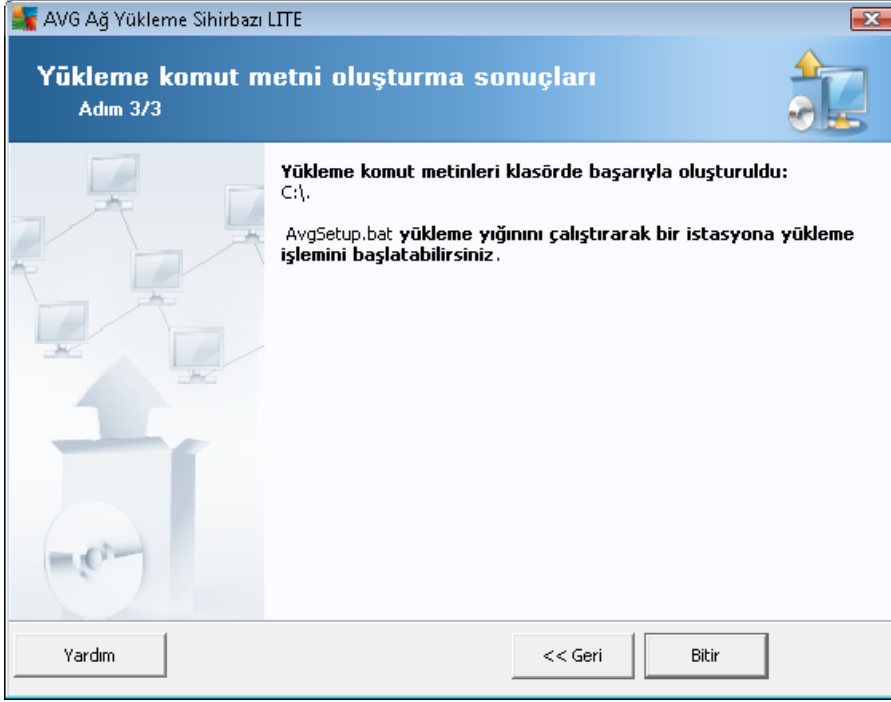 AVG Ağ Yükleme Sihirbazı LITE
Yükleme komut metni oluşturma sonuçları
Adım 3/3
Yükleme komut metinleri klasörde başarıyla oluşturuldu:
C:\.
AvgSetup.bat yükleme yığınını çalıştırarak bir istasyona yükleme
işlemini başlatabilirsiniz.
Yardım
<< Geri
Bitir